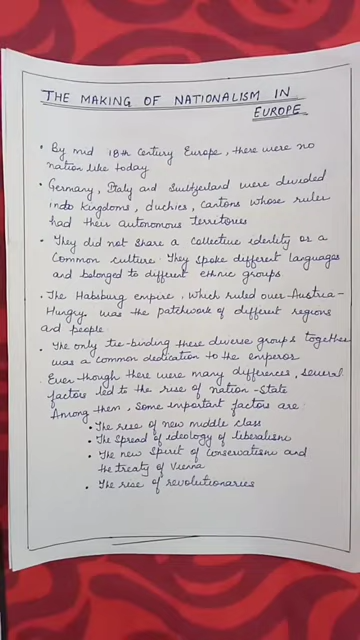 THE MAKING OF NATIONALISM IN
EUROPE
• By mid 18th Century Europe, there were no
nation like today
• Germany, Italy and Switzerland were divided
into kingdoms, duchies, cartons whose ruler
had their autonomous territories
• They did not share a collective identity or a
common culture. They spoke different languages
and belonged to different ethnic groups
• The Habsburg empire, which ruled over Austria-
Hungry. was the patchwork of different regions
and people
• The only tie-binding these diverse groups together
was a common dedication to the emperor
Even though there were many differences, several
factors led to the rise of nation-State
Among them, some important factors are:
• The rise of new middle class
• The spread of ideology of liberalism
• The new spirit of conservatism and
the treaty of Vienna
• The rise of revolutionaries